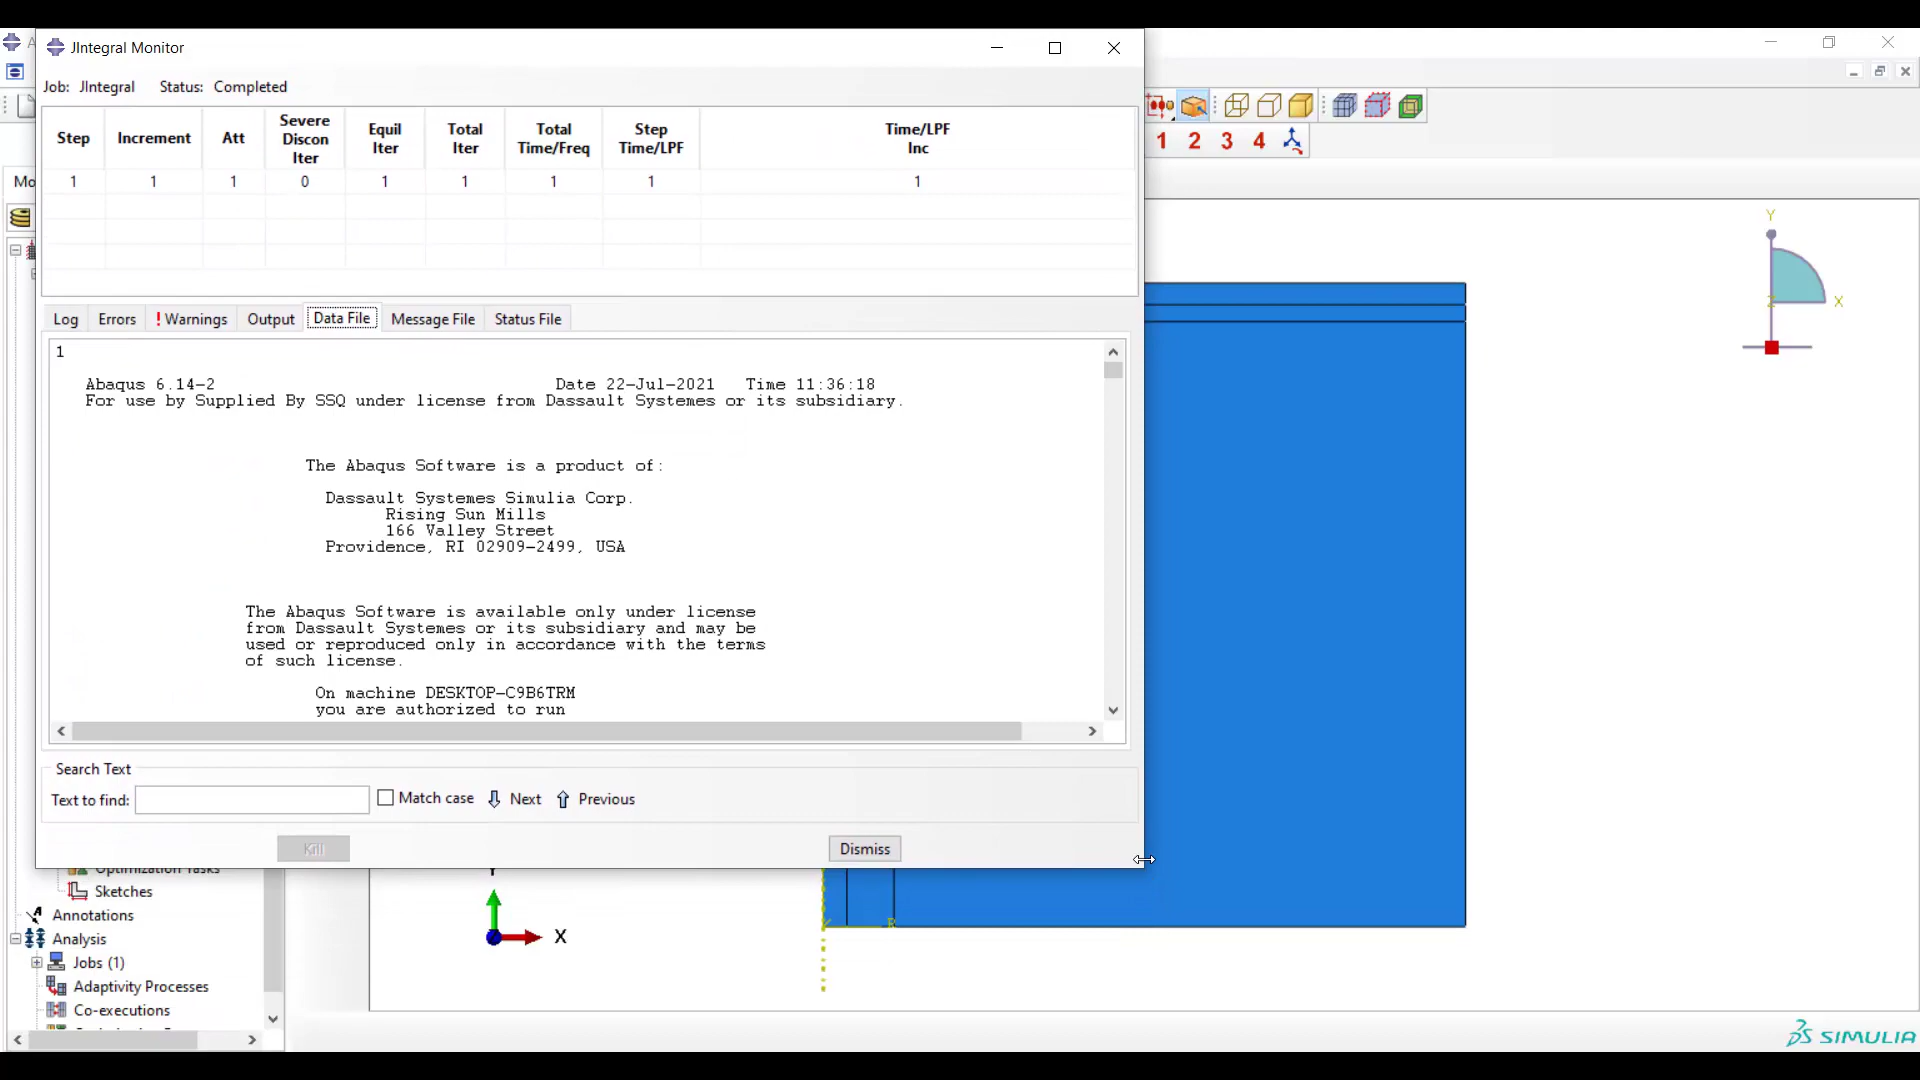 JIntegral Monitor
Job: JIntegral Status: Completed
Step Increment Att Severe Discon Iter Equil Iter Total Iter Total Time/Freq Step Time/LPF Time/LPF Inc
1 1 1 0 1 1 1 1 1
Log Errors ! Warnings Output Data File Message File Status File
1
Abaqus 6.14-2 Date 22-Jul-2021 Time 11:36:18
For use by Supplied By SSQ under license from Dassault Systemes or its subsidiary.
The Abaqus Software is a product of:
Dassault Systemes Simulia Corp.
Rising Sun Mills
166 Valley Street
Providence, RI 02909-2499, USA
The Abaqus Software is available only under license
from Dassault Systemes or its subsidiary and may be
used or reproduced only in accordance with the terms
of such license.
On machine DESKTOP-C9B6TRM
you are authorized to run
Search Text
Text to find: Match case Next Previous
Kill Dismiss
1 2 3 4
Y
X
Z
Sketches
Annotations
Analysis
Jobs (1)
Adaptivity Processes
Co-executions
X
R
SIMULIA